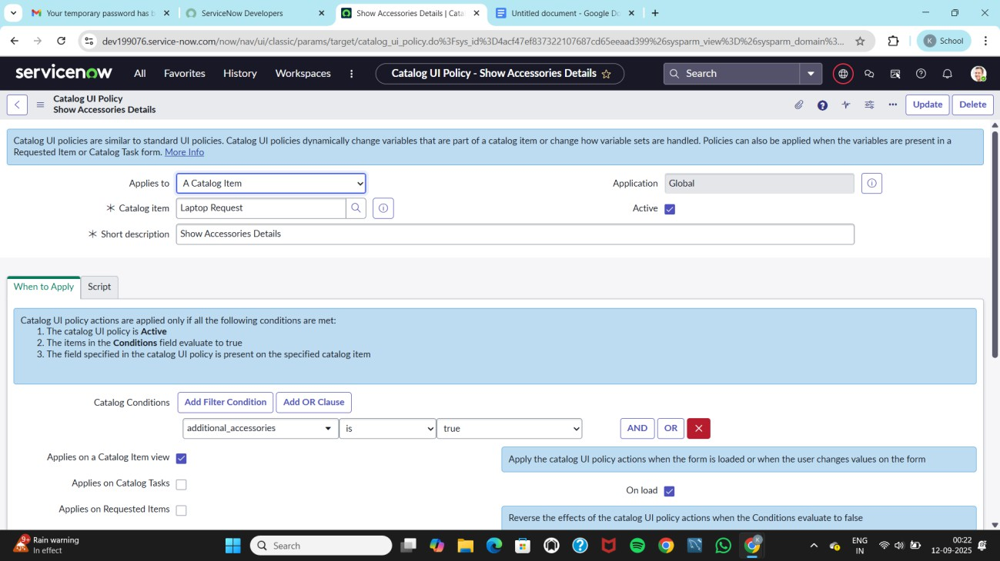 Your temporary password has b
ServiceNow Developers
Show Accessories Details | Cata
Untitled document - Google Do
dev199076.service-now.com/now/nav/ui/classic/params/target/catalog_ui_policy.do%3Fsys_id%3D4acf47ef837322107687cd65eeaad399%26sysparm_view%3D%26sysparm_domain%3...
K School
servicenow All Favorites History Workspaces Catalog UI Policy - Show Accessories Details Search
Catalog UI Policy
Show Accessories Details
Update Delete
Catalog UI policies are similar to standard UI policies. Catalog UI policies dynamically change variables that are part of a catalog item or change how variable sets are handled. Policies can also be applied when the variables are present in a
Requested Item or Catalog Task form. More Info
Applies to A Catalog Item Application Global
Catalog item Laptop Request Active
Short description Show Accessories Details
When to Apply Script
Catalog UI policy actions are applied only if all the following conditions are met:
1. The catalog UI policy is Active
2. The items in the Conditions field evaluate to true
3. The field specified in the catalog UI policy is present on the specified catalog item
Catalog Conditions Add Filter Condition Add OR Clause
additional_accessories is true AND OR
Applies on a Catalog Item view Apply the catalog UI policy actions when the form is loaded or when the user changes values on the form
Applies on Catalog Tasks
On load
Applies on Requested Items
Reverse the effects of the catalog UI policy actions when the Conditions evaluate to false
9+ Rain warning
In effect
Search
ENG
IN
00:22
12-09-2025